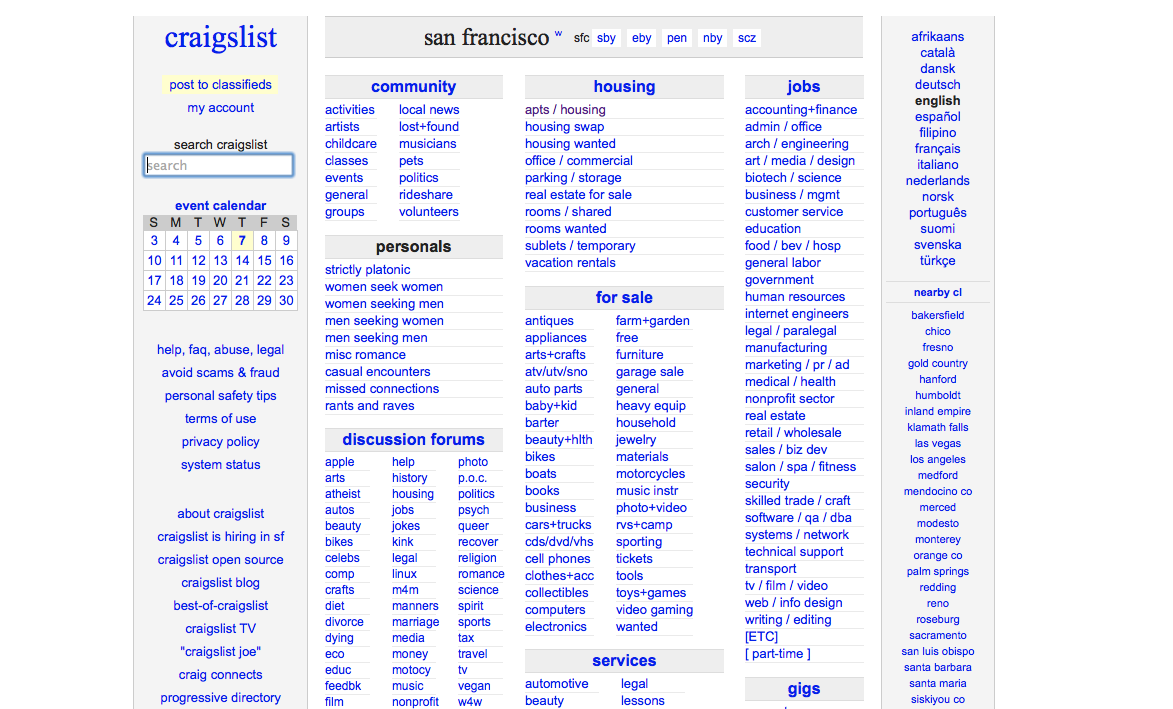 craigslist
post to classifieds
my account
search craigslist
search
event calendar
S M T W T F S
3 4 5 6 7 8 9
10 11 12 13 14 15 16
17 18 19 20 21 22 23
24 25 26 27 28 29 30
help, faq, abuse, legal
avoid scams & fraud
personal safety tips
terms of use
privacy policy
system status
about craigslist
craigslist is hiring in sf
craigslist open source
craigslist blog
best-of-craigslist
craigslist TV
"craigslist joe"
craig connects
progressive directory
san francisco w sfc sby eby pen nby scz
community
activities local news
artists lost+found
childcare musicians
classes pets
events politics
general rideshare
groups volunteers
personals
strictly platonic
women seek women
women seeking men
men seeking women
men seeking men
misc romance
casual encounters
missed connections
rants and raves
discussion forums
apple help photo
arts history p.o.c.
atheist housing politics
autos jobs psych
beauty jokes queer
bikes kink recover
celebs legal religion
comp linux romance
crafts m4m science
diet manners spirit
divorce marriage sports
dying media tax
eco money travel
educ motocy tv
feedbk music vegan
film nonprofit w4w
housing
apts / housing
housing swap
housing wanted
office / commercial
parking / storage
real estate for sale
rooms / shared
rooms wanted
sublets / temporary
vacation rentals
for sale
antiques farm+garden
appliances free
arts+crafts furniture
atv/utv/sno garage sale
auto parts general
baby+kid heavy equip
barter household
beauty+hlth jewelry
bikes materials
boats motorcycles
books music instr
business photo+video
cars+trucks rvs+camp
cds/dvd/vhs sporting
cell phones tickets
clothes+acc tools
collectibles toys+games
computers video gaming
electronics wanted
services
automotive legal
beauty lessons
jobs
accounting+finance
admin / office
arch / engineering
art / media / design
biotech / science
business / mgmt
customer service
education
food / bev / hosp
general labor
government
human resources
internet engineers
legal / paralegal
manufacturing
marketing / pr / ad
medical / health
nonprofit sector
real estate
retail / wholesale
sales / biz dev
salon / spa / fitness
security
skilled trade / craft
software / qa / dba
systems / network
technical support
transport
tv / film / video
web / info design
writing / editing
[ETC]
[ part-time ]
gigs
afrikaans
català
dansk
deutsch
english
español
filipino
français
italiano
nederlands
norsk
português
suomi
svenska
türkçe
nearby cl
bakersfield
chico
fresno
gold country
hanford
humboldt
inland empire
klamath falls
las vegas
los angeles
medford
mendocino co
merced
modesto
monterey
orange co
palm springs
redding
reno
roseburg
sacramento
san luis obispo
santa barbara
santa maria
siskiyou co